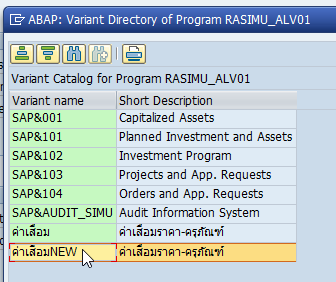 ABAP: Variant Directory of Program RASIMU_ALV01
Variant Catalog for Program RASIMU_ALV01
Variant name Short Description
SAP&001 Capitalized Assets
SAP&101 Planned Investment and Assets
SAP&102 Investment Program
SAP&103 Projects and App. Requests
SAP&104 Orders and App. Requests
SAP&AUDIT_SIMU Audit Information System
ค่าเสื่อม ค่าเสื่อมราคา-ครุภัณฑ์
ค่าเสื่อมNEW ค่าเสื่อมราคา-ครุภัณฑ์